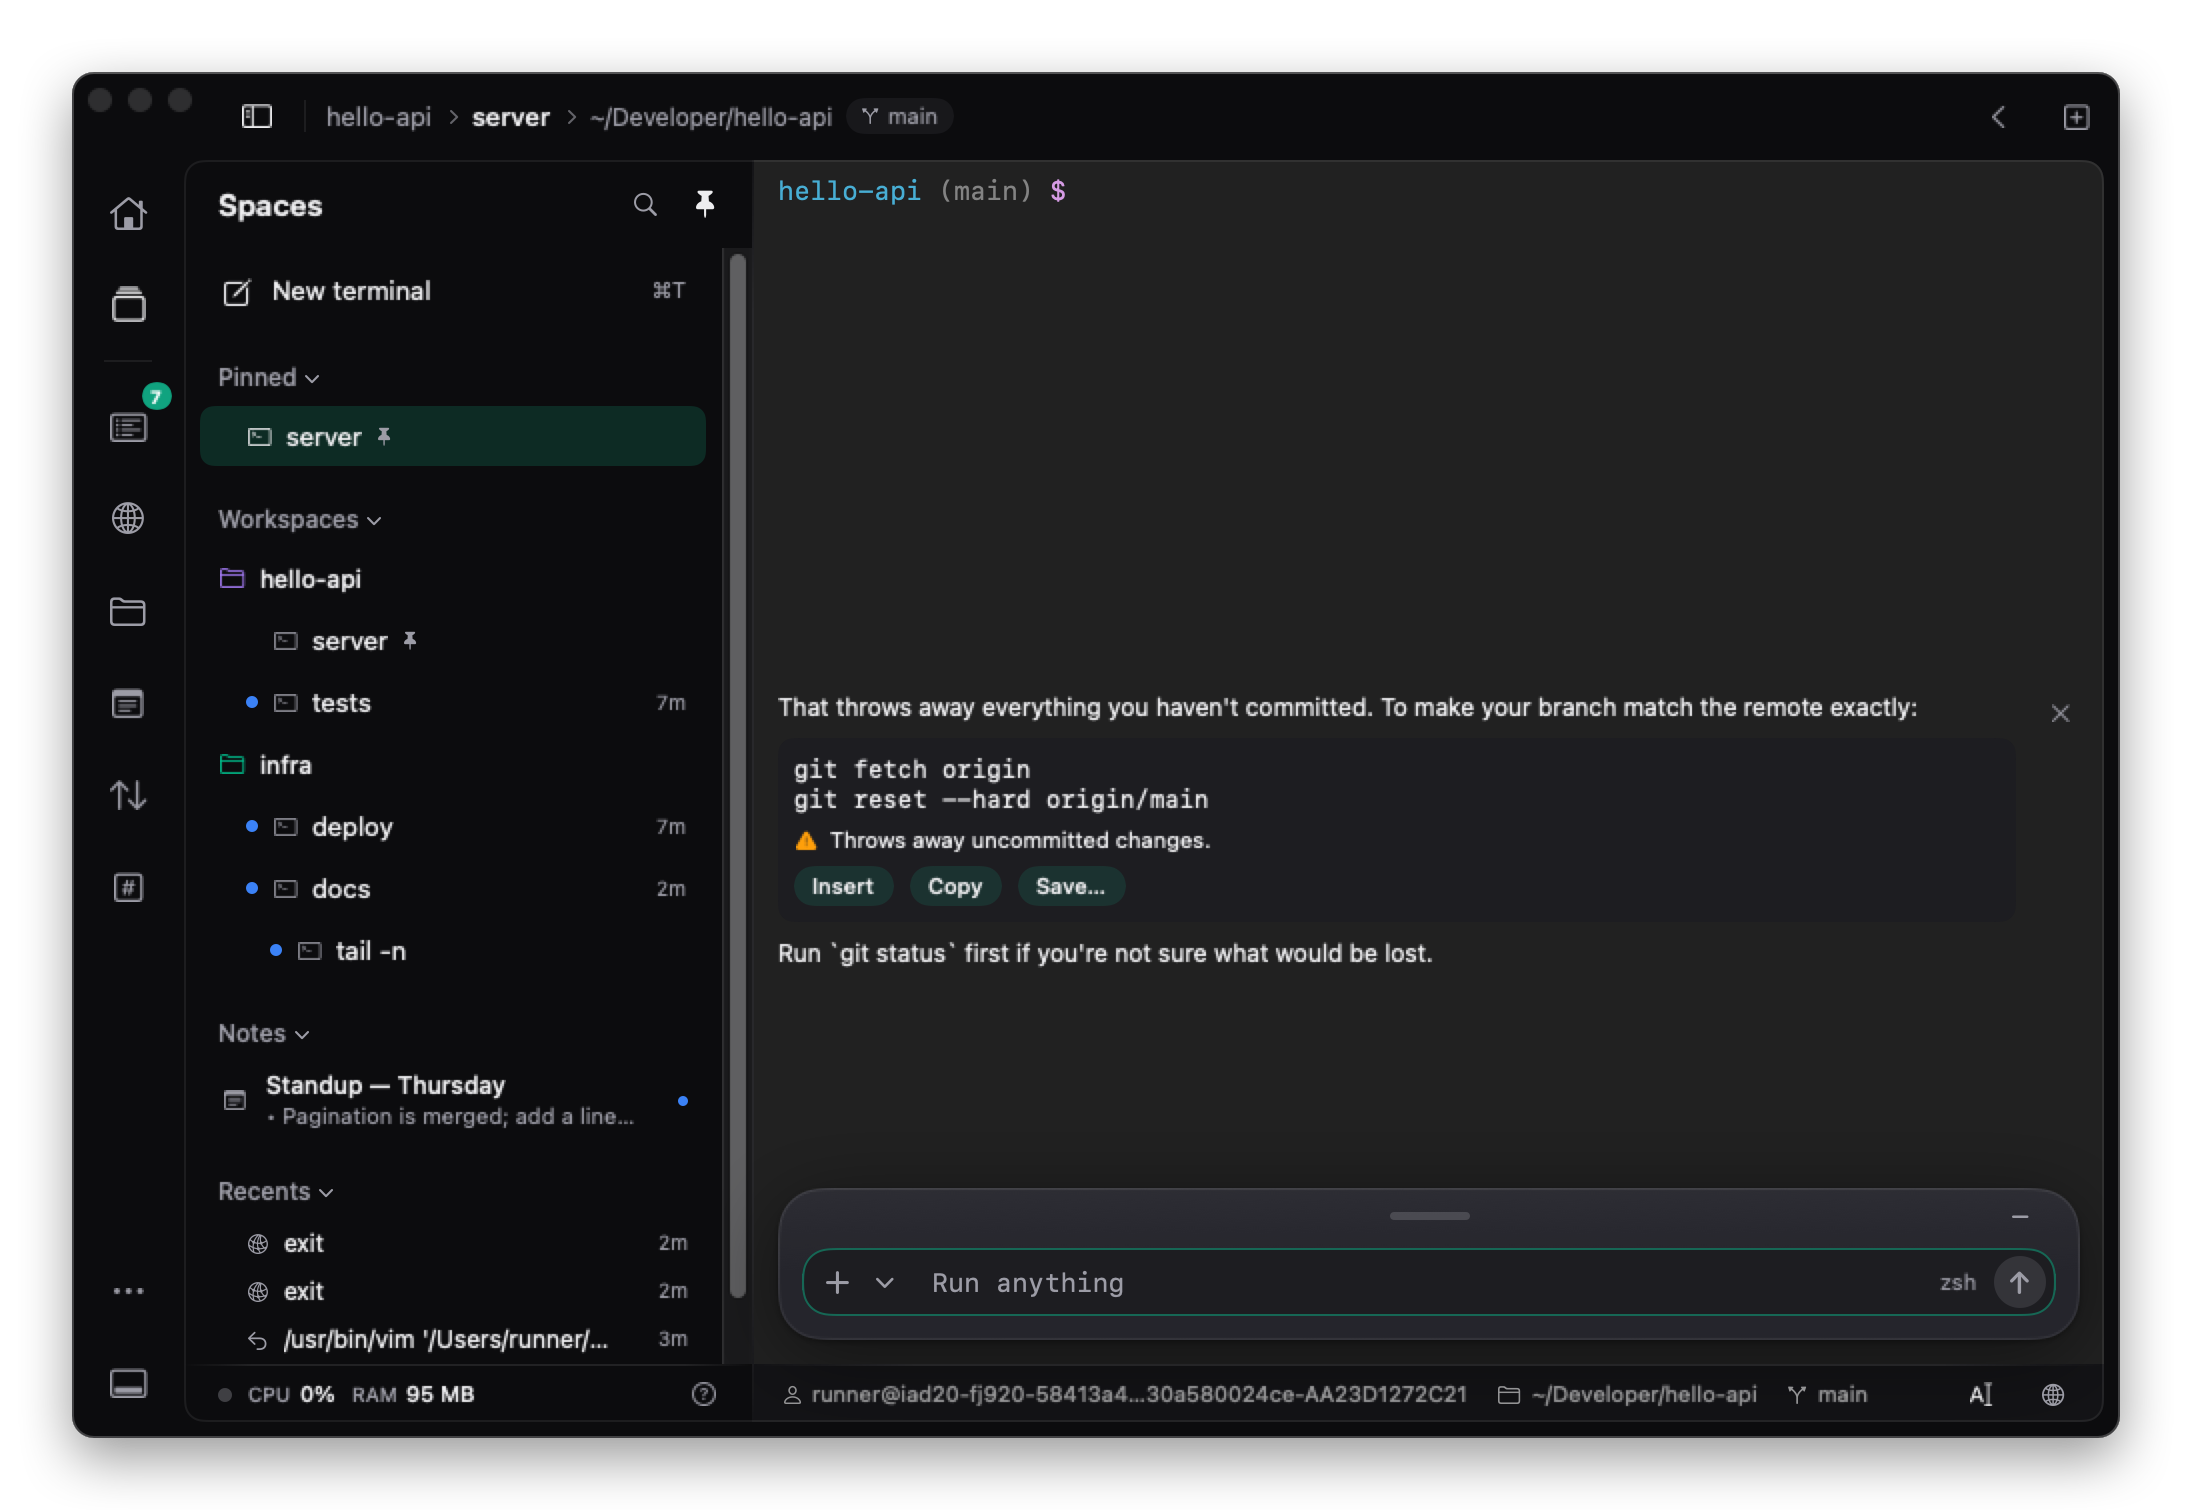 hello-api > server > ~/Developer/hello-api main
Spaces
New terminal ⌘T
Pinned
server
Workspaces
hello-api
server
tests 7m
infra
deploy 7m
docs 2m
tail -n
Notes
Standup — Thursday
• Pagination is merged; add a line...
Recents
exit 2m
exit 2m
/usr/bin/vim '/Users/runner/... 3m
CPU 0% RAM 95 MB
7
hello-api (main) $
That throws away everything you haven't committed. To make your branch match the remote exactly:
git fetch origin
git reset --hard origin/main
Throws away uncommitted changes.
Insert Copy Save...
Run `git status` first if you're not sure what would be lost.
Run anything zsh
runner@iad20-fj920-58413a4...30a580024ce-AA23D1272C21 ~/Developer/hello-api main